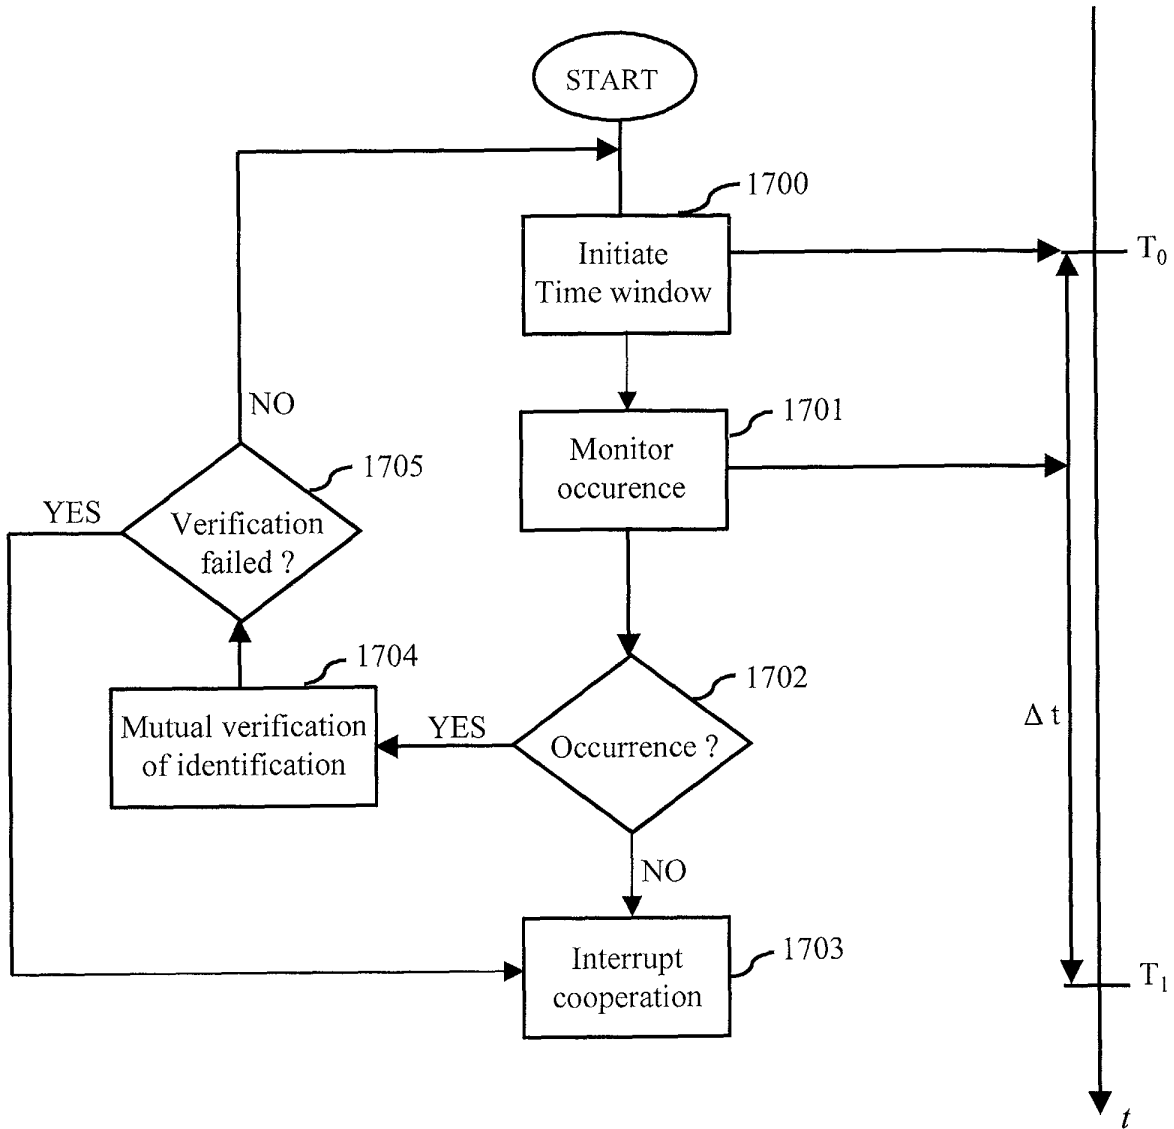 START
1700
Initiate
Time window
T₀
NO
1701
Monitor
occurence
1705
YES
Verification
failed ?
1704
1702
Mutual verification
of identification
YES
Occurrence ?
Δ t
NO
1703
Interrupt
cooperation
T₁
t